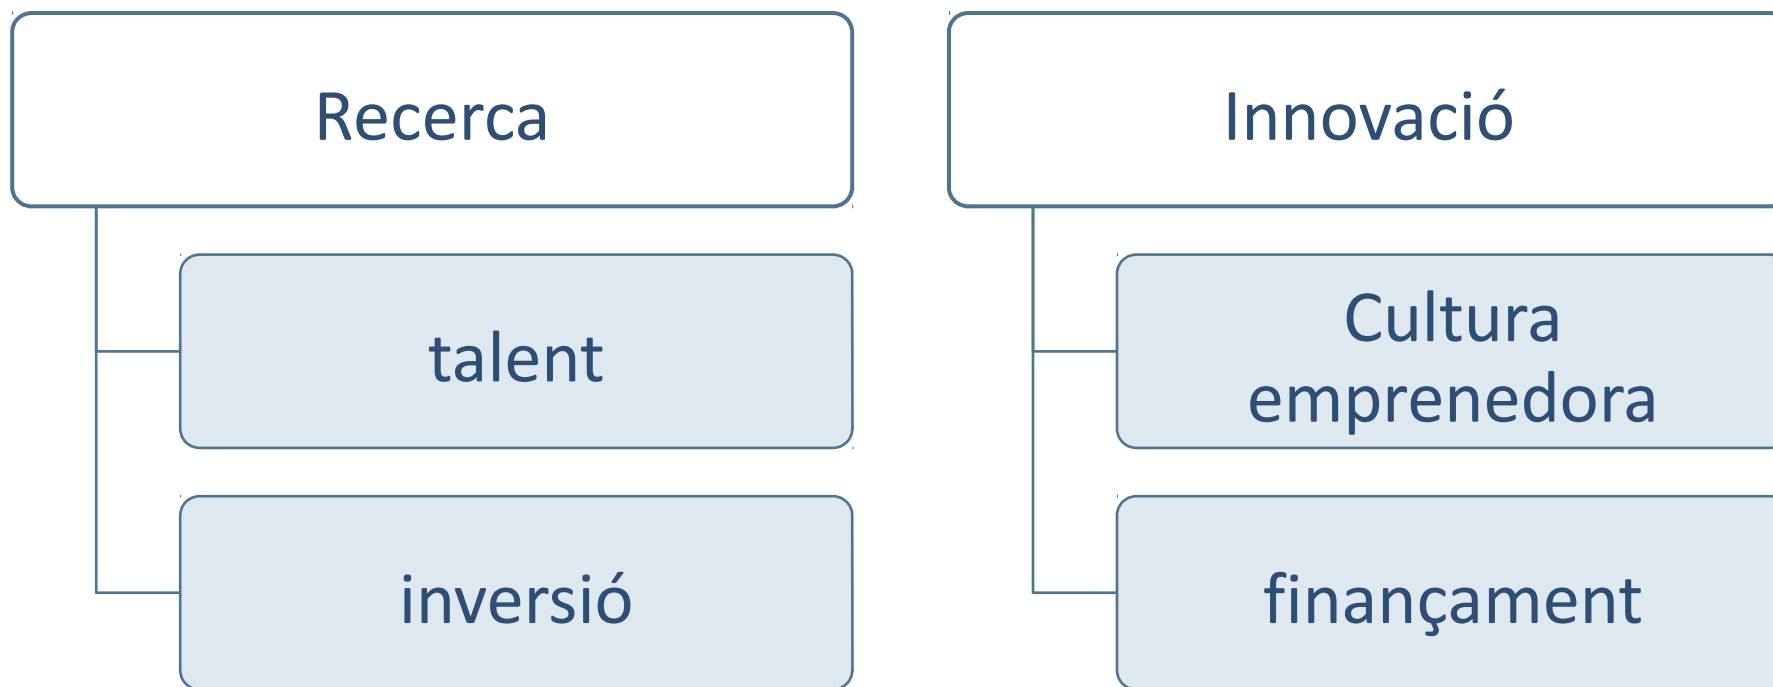 Recerca
talent
inversió
Innovació
Cultura
emprenedora
finançament